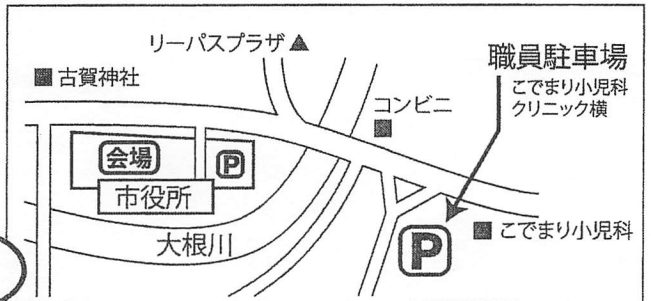 リーパスプラザ▲
■古賀神社
職員駐車場
こでまり小児科
クリニック横
コンビニ
■
会場
P
市役所
大根川
P
■こでまり小児科